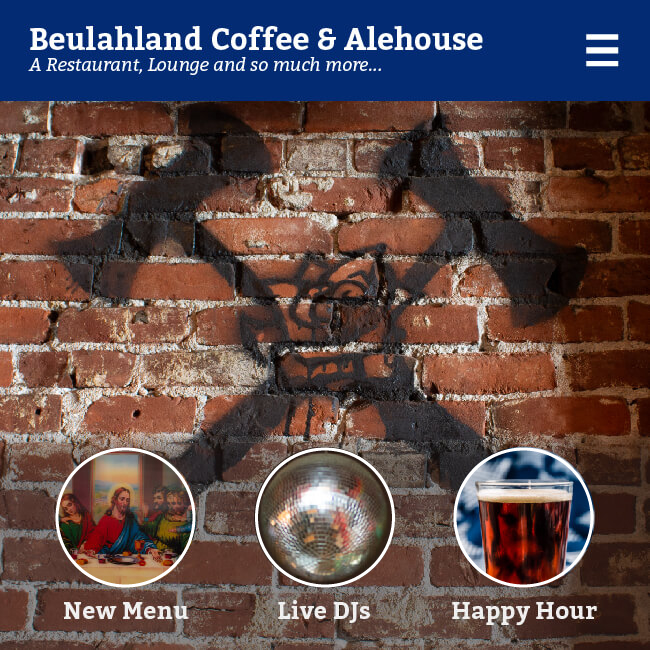 Beulahland Coffee & Alehouse
A Restaurant, Lounge and so much more...
New Menu
Live DJs
Happy Hour